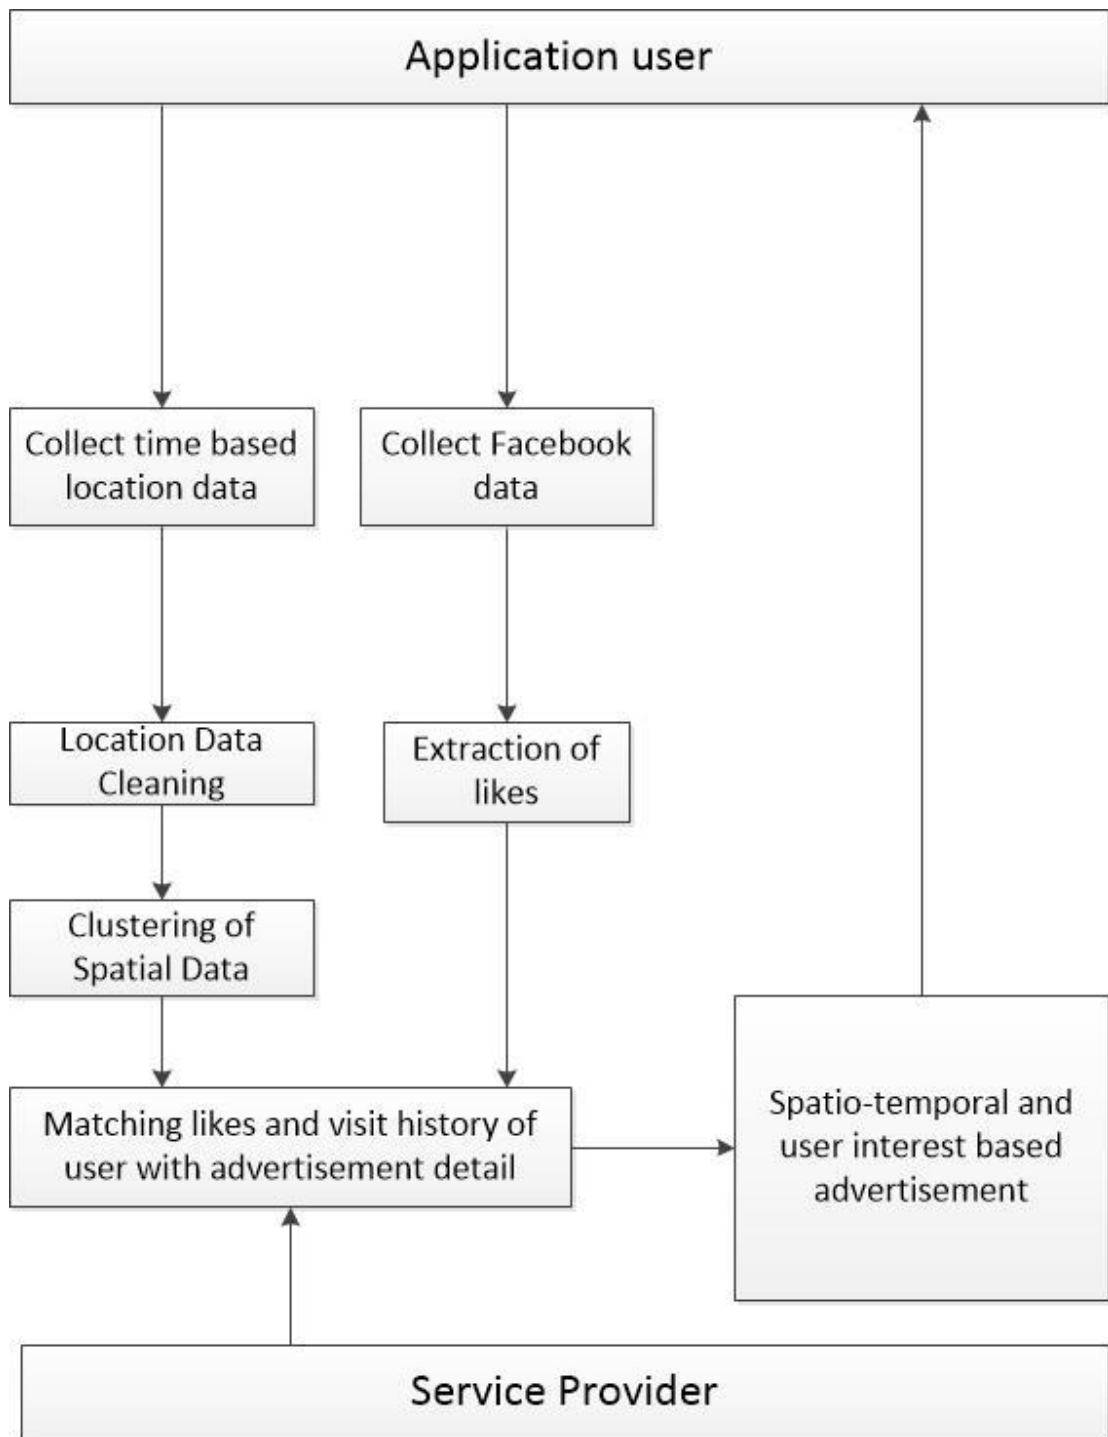 Application user
Collect time based
location data
Collect Facebook
data
Location Data
Cleaning
Extraction of
likes
Clustering of
Spatial Data
Matching likes and visit history of
user with advertisement detail
Spatio-temporal and
user interest based
advertisement
Service Provider